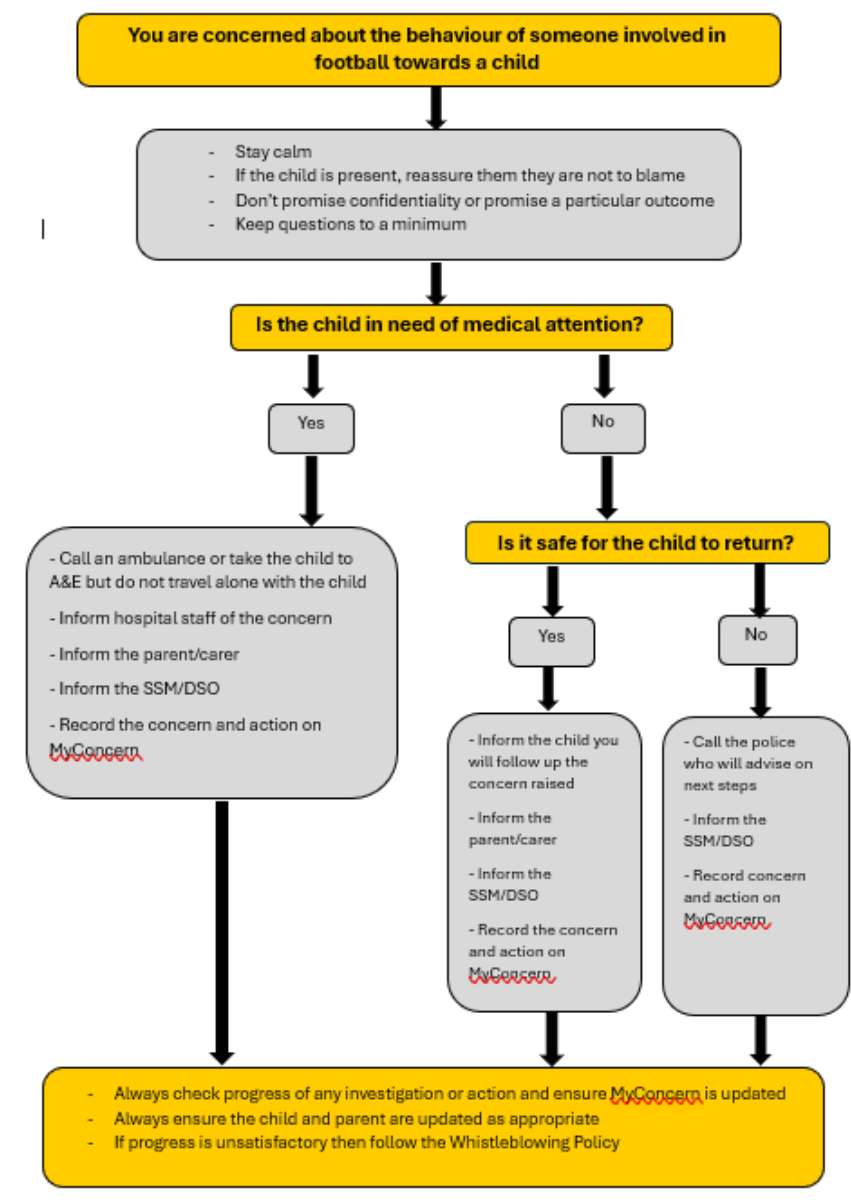 You are concerned about the behaviour of someone involved in
football towards a child
- Stay calm
- If the child is present, reassure them they are not to blame
- Don't promise confidentiality or promise a particular outcome
- Keep questions to a minimum
Is the child in need of medical attention?
Yes
No
- Call an ambulance or take the child to
A&E but do not travel alone with the child
- Inform hospital staff of the concern
- Inform the parent/carer
- Inform the SSM/DSO
- Record the concern and action on
MyConcern
Is it safe for the child to return?
Yes
No
- Inform the child you
will follow up the
concern raised
- Inform the
parent/carer
- Inform the
SSM/DSO
- Record the concern
and action on
MyConcern
- Call the police
who will advise on
next steps
- Inform the
SSM/DSO
- Record concern
and action on
MyConcern
- Always check progress of any investigation or action and ensure MyConcern is updated
- Always ensure the child and parent are updated as appropriate
- If progress is unsatisfactory then follow the Whistleblowing Policy